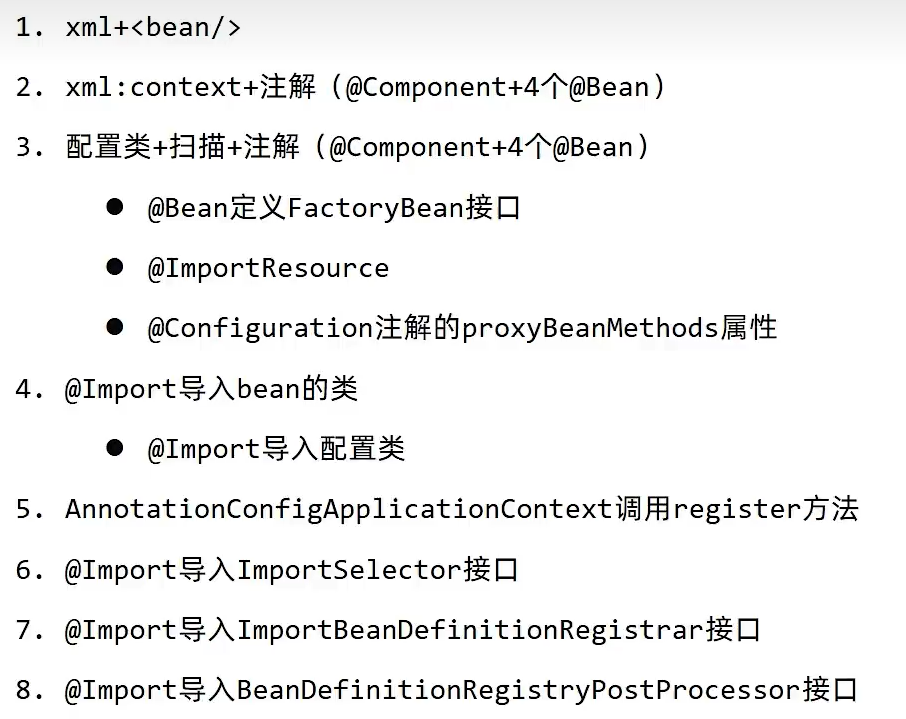 1. xml+<bean/>
2. xml:context+注解（@Component+4个@Bean）
3. 配置类+扫描+注解（@Component+4个@Bean）
● @Bean定义FactoryBean接口
● @ImportResource
● @Configuration注解的proxyBeanMethods属性
4. @Import导入bean的类
● @Import导入配置类
5. AnnotationConfigApplicationContext调用register方法
6. @Import导入ImportSelector接口
7. @Import导入ImportBeanDefinitionRegistrar接口
8. @Import导入BeanDefinitionRegistryPostProcessor接口